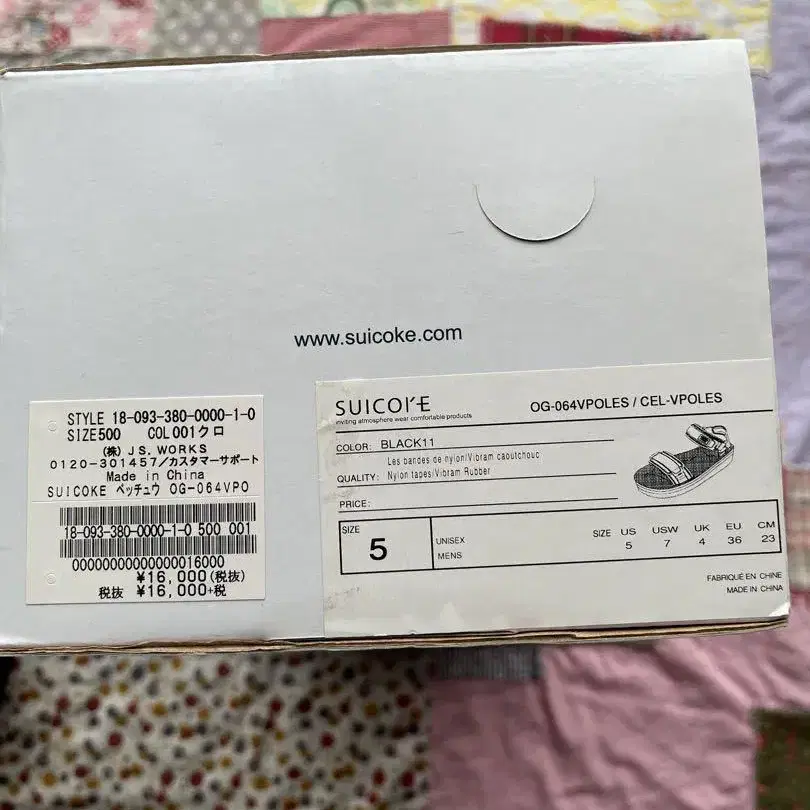 www.suicoke.com
STYLE 18-093-380-0000-1-0
SIZE500 COL001クロ
(株) J.S. WORKS
0120-301457/カスタマーサポート
Made in China
SUICOKE ベッチュウ OG-064VPO
18-093-380-0000-1-0 500 001
00000000000000016000
¥16,000(税抜)
税抜 ¥16,000+税
SUICOKE
inviting atmosphere wear comfortable products
OG-064VPOLES / CEL-VPOLES
COLOR: BLACK11
Les bandes de nylon/Vibram caoutchouc
QUALITY: Nylon tapes/Vibram Rubber
PRICE:
SIZE
5
UNISEX
MENS
SIZE US USW UK EU CM
5 7 4 36 23
FABRIQUÉ EN CHINE
MADE IN CHINA